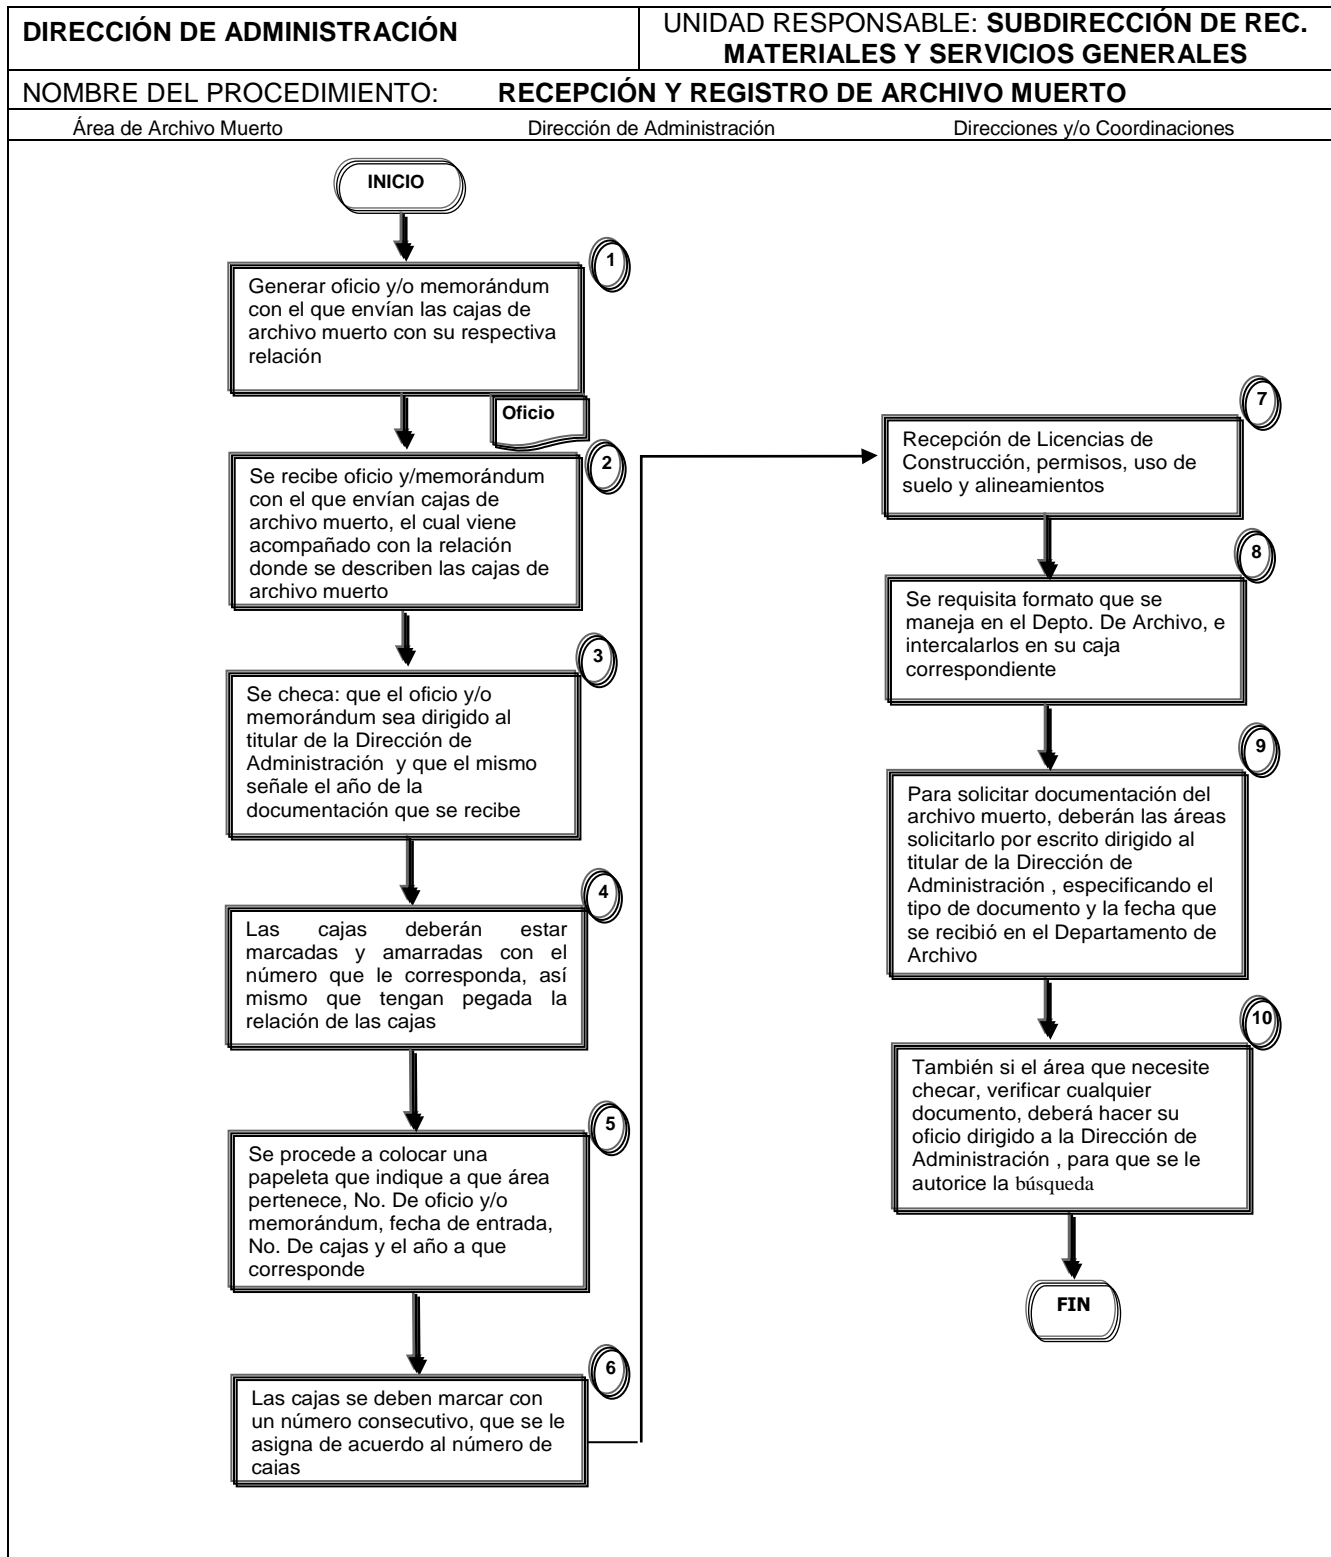 DIRECCIÓN DE ADMINISTRACIÓN
UNIDAD RESPONSABLE: SUBDIRECCIÓN DE REC.
MATERIALES Y SERVICIOS GENERALES
NOMBRE DEL PROCEDIMIENTO: RECEPCIÓN Y REGISTRO DE ARCHIVO MUERTO
Área de Archivo Muerto Dirección de Administración Direcciones y/o Coordinaciones
INICIO
1
Generar oficio y/o memorándum
con el que envían las cajas de
archivo muerto con su respectiva
relación
Oficio
2
Se recibe oficio y/memorándum
con el que envían cajas de
archivo muerto, el cual viene
acompañado con la relación
donde se describen las cajas de
archivo muerto
3
Se checa: que el oficio y/o
memorándum sea dirigido al
titular de la Dirección de
Administración y que el mismo
señale el año de la
documentación que se recibe
4
Las cajas deberán estar
marcadas y amarradas con el
número que le corresponda, así
mismo que tengan pegada la
relación de las cajas
5
Se procede a colocar una
papeleta que indique a que área
pertenece, No. De oficio y/o
memorándum, fecha de entrada,
No. De cajas y el año a que
corresponde
6
Las cajas se deben marcar con
un número consecutivo, que se le
asigna de acuerdo al número de
cajas
7
Recepción de Licencias de
Construcción, permisos, uso de
suelo y alineamientos
8
Se requisita formato que se
maneja en el Depto. De Archivo, e
intercalarlos en su caja
correspondiente
9
Para solicitar documentación del
archivo muerto, deberán las áreas
solicitarlo por escrito dirigido al
titular de la Dirección de
Administración , especificando el
tipo de documento y la fecha que
se recibió en el Departamento de
Archivo
10
También si el área que necesite
checar, verificar cualquier
documento, deberá hacer su
oficio dirigido a la Dirección de
Administración , para que se le
autorice la búsqueda
FIN